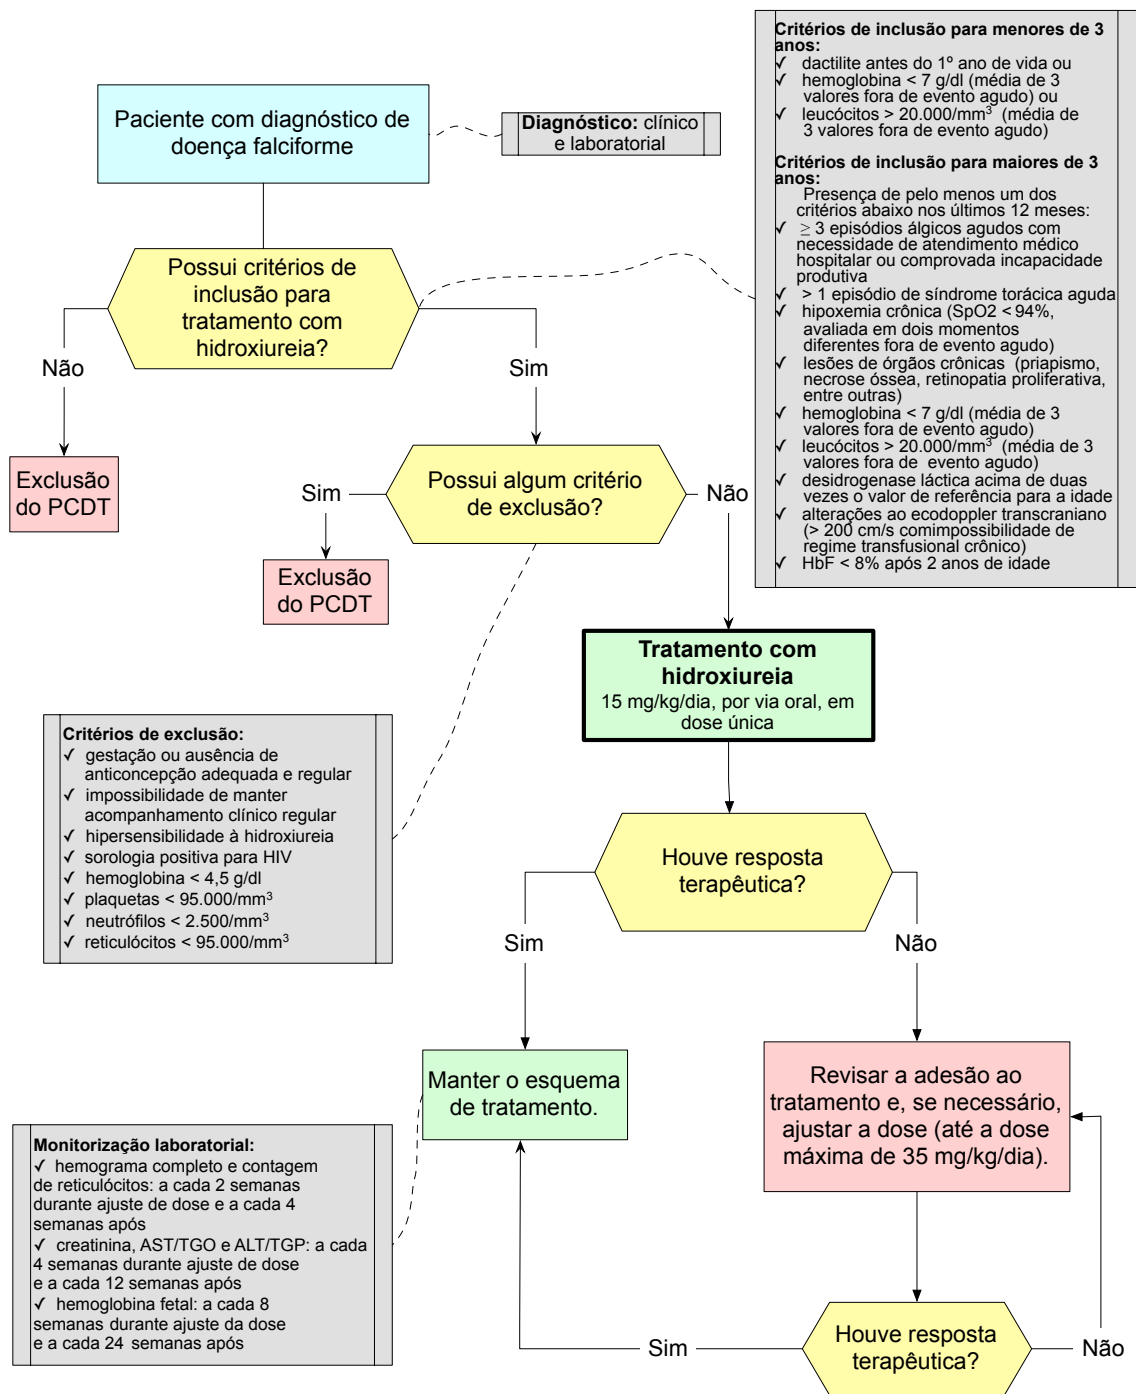 Paciente com diagnóstico de
doença falciforme
Diagnóstico: clínico
e laboratorial
Critérios de inclusão para menores de 3
anos:
✓ dactilite antes do 1º ano de vida ou
✓ hemoglobina < 7 g/dl (média de 3
valores fora de evento agudo) ou
✓ leucócitos > 20.000/mm³ (média de
3 valores fora de evento agudo)
Critérios de inclusão para maiores de 3
anos:
Presença de pelo menos um dos
critérios abaixo nos últimos 12 meses:
✓ ≥ 3 episódios álgicos agudos com
necessidade de atendimento médico
hospitalar ou comprovada incapacidade
produtiva
✓ > 1 episódio de síndrome torácica aguda
✓ hipoxemia crônica (SpO2 < 94%,
avaliada em dois momentos
diferentes fora de evento agudo)
✓ lesões de órgãos crônicas (priapismo,
necrose óssea, retinopatia proliferativa,
entre outras)
✓ hemoglobina < 7 g/dl (média de 3
valores fora de evento agudo)
✓ leucócitos > 20.000/mm³ (média de 3
valores fora de evento agudo)
✓ desidrogenase láctica acima de duas
vezes o valor de referência para a idade
✓ alterações ao ecodoppler transcraniano
(> 200 cm/s comimpossibilidade de
regime transfusional crônico)
✓ HbF < 8% após 2 anos de idade
Possui critérios de
inclusão para
tratamento com
hidroxiureia?
Não
Sim
Exclusão
do PCDT
Possui algum critério
de exclusão?
Sim
Não
Exclusão
do PCDT
Tratamento com
hidroxiureia
15 mg/kg/dia, por via oral, em
dose única
Critérios de exclusão:
✓ gestação ou ausência de
anticoncepção adequada e regular
✓ impossibilidade de manter
acompanhamento clínico regular
✓ hipersensibilidade à hidroxiureia
✓ sorologia positiva para HIV
✓ hemoglobina < 4,5 g/dl
✓ plaquetas < 95.000/mm³
✓ neutrófilos < 2.500/mm³
✓ reticulócitos < 95.000/mm³
Houve resposta
terapêutica?
Sim
Não
Manter o esquema
de tratamento.
Revisar a adesão ao
tratamento e, se necessário,
ajustar a dose (até a dose
máxima de 35 mg/kg/dia).
Monitorização laboratorial:
✓ hemograma completo e contagem
de reticulócitos: a cada 2 semanas
durante ajuste de dose e a cada 4
semanas após
✓ creatinina, AST/TGO e ALT/TGP: a cada
4 semanas durante ajuste de dose
e a cada 12 semanas após
✓ hemoglobina fetal: a cada 8
semanas durante ajuste da dose
e a cada 24 semanas após
Houve resposta
terapêutica?
Sim
Não